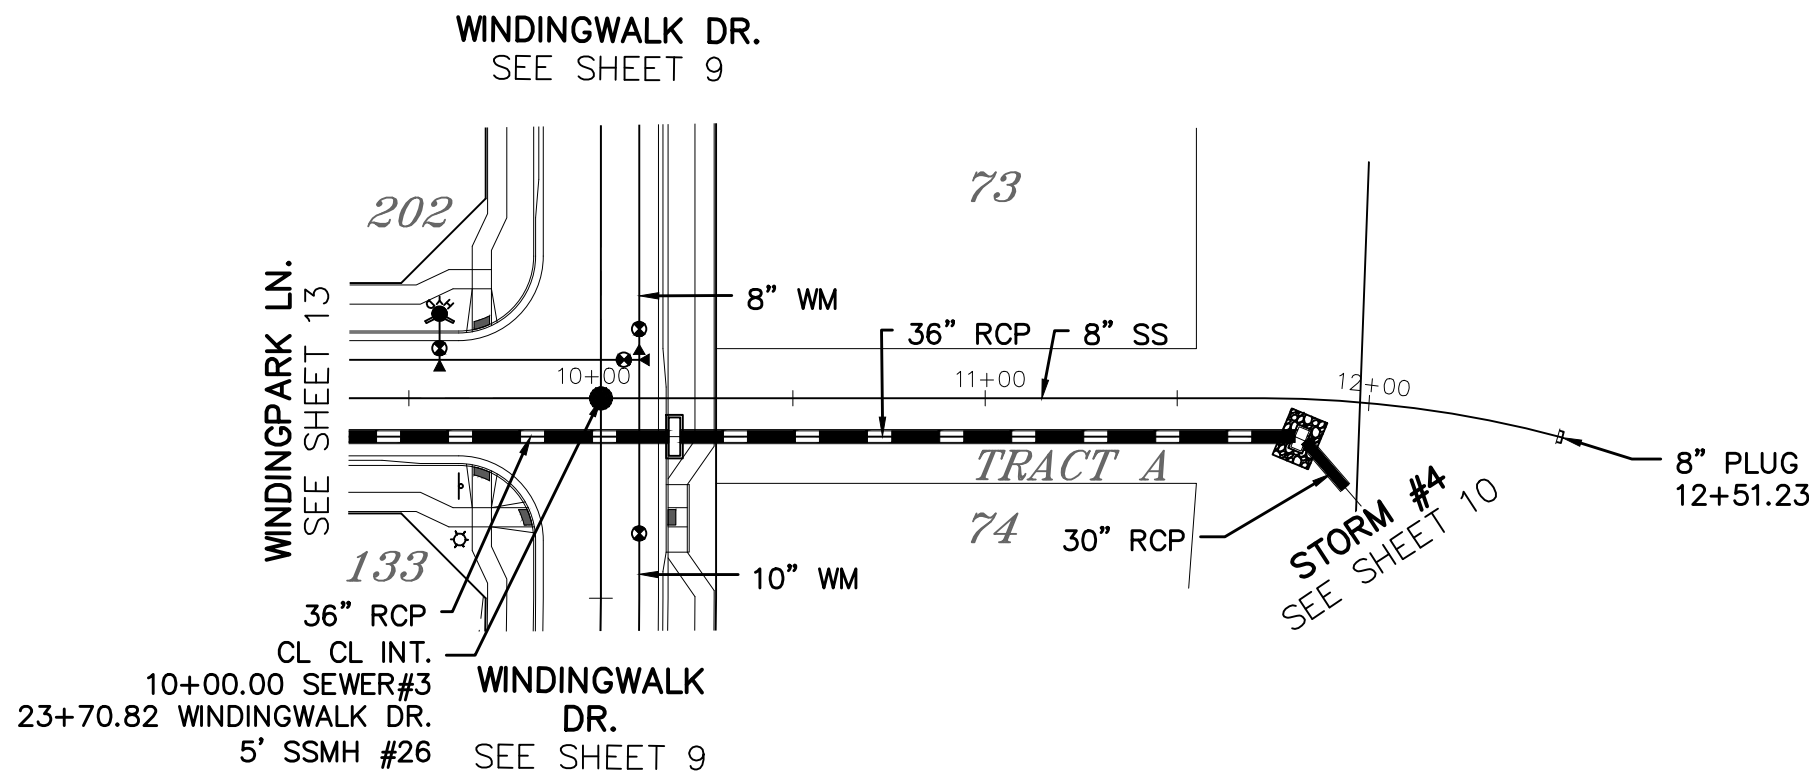 WINDINGWALK DR.
SEE SHEET 9
202
73
WINDINGPARK LN.
SEE SHEET 13
8" WM
36" RCP
8" SS
10+00
11+00
12+00
TRACT A
8" PLUG
12+51.23
STORM #4
SEE SHEET 10
74
30" RCP
133
10" WM
36" RCP
CL CL INT.
10+00.00 SEWER#3
23+70.82 WINDINGWALK DR.
5' SSMH #26
WINDINGWALK
DR.
SEE SHEET 9